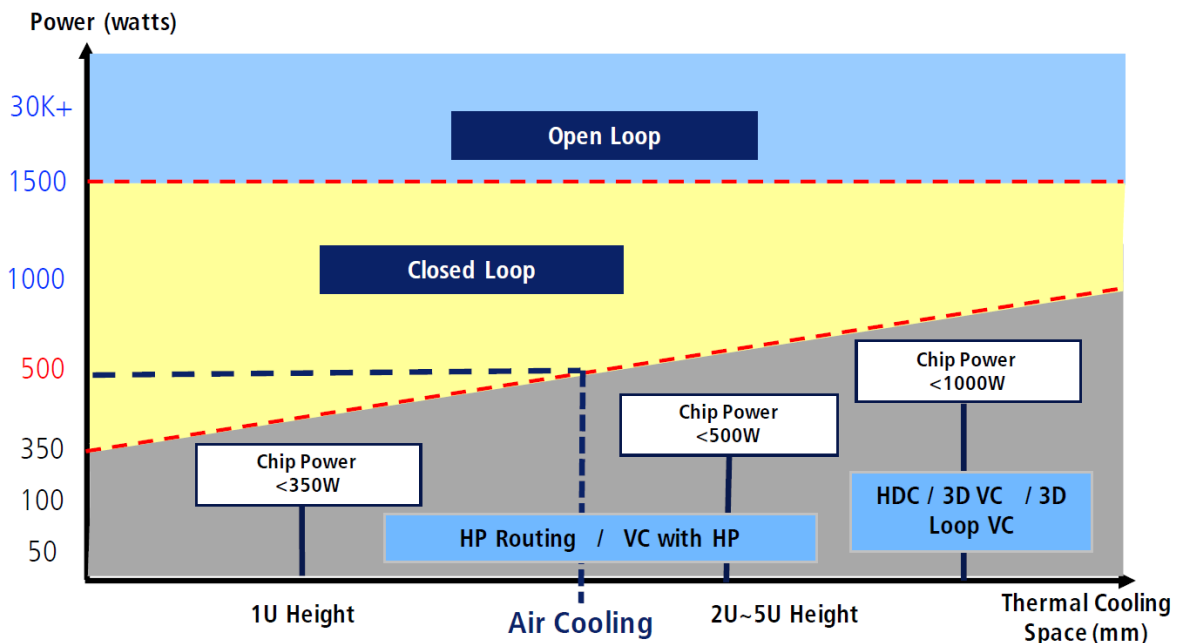 Power (watts)
30K+
Open Loop
1500
Closed Loop
1000
500
Chip Power
<1000W
Chip Power
<500W
350
Chip Power
<350W
100
HDC / 3D VC / 3D
Loop VC
HP Routing / VC with HP
50
1U Height
Air Cooling
2U~5U Height
Thermal Cooling
Space (mm)